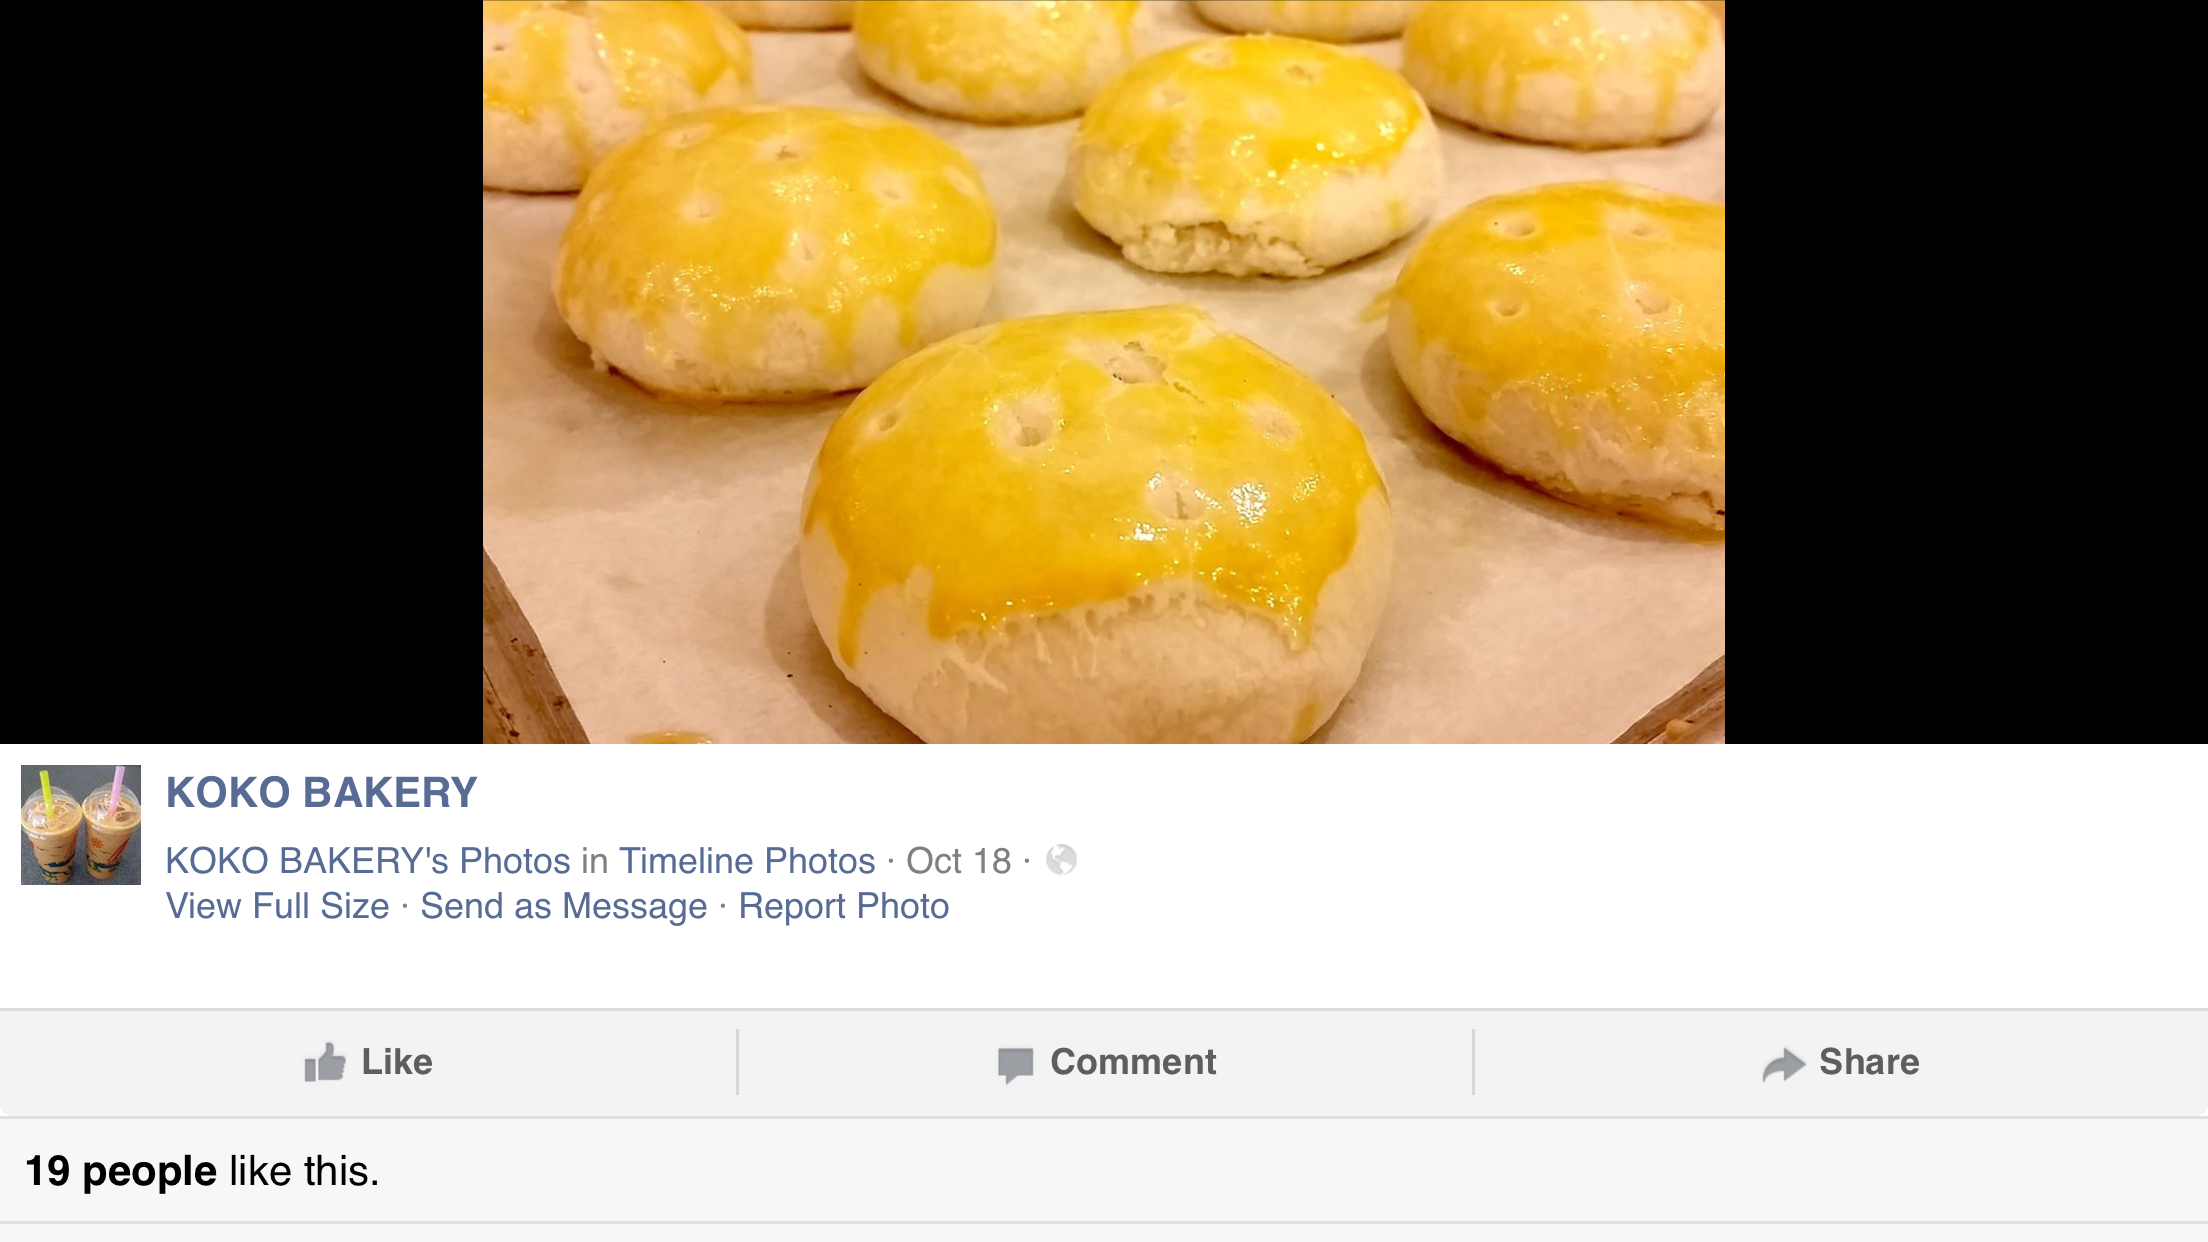 KOKO BAKERY
KOKO BAKERY's Photos in Timeline Photos · Oct 18 ·
View Full Size · Send as Message · Report Photo
Like
Comment
Share
19 people like this.